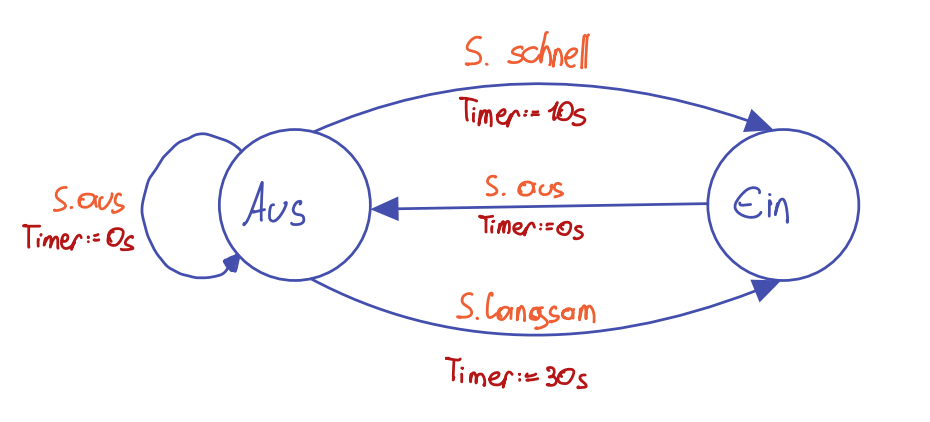 S. schnell
Timer:= 10s
S.aus
Timer:= 0s
Aus
S. aus
Timer:=0s
Ein
S.langsam
Timer:= 30s